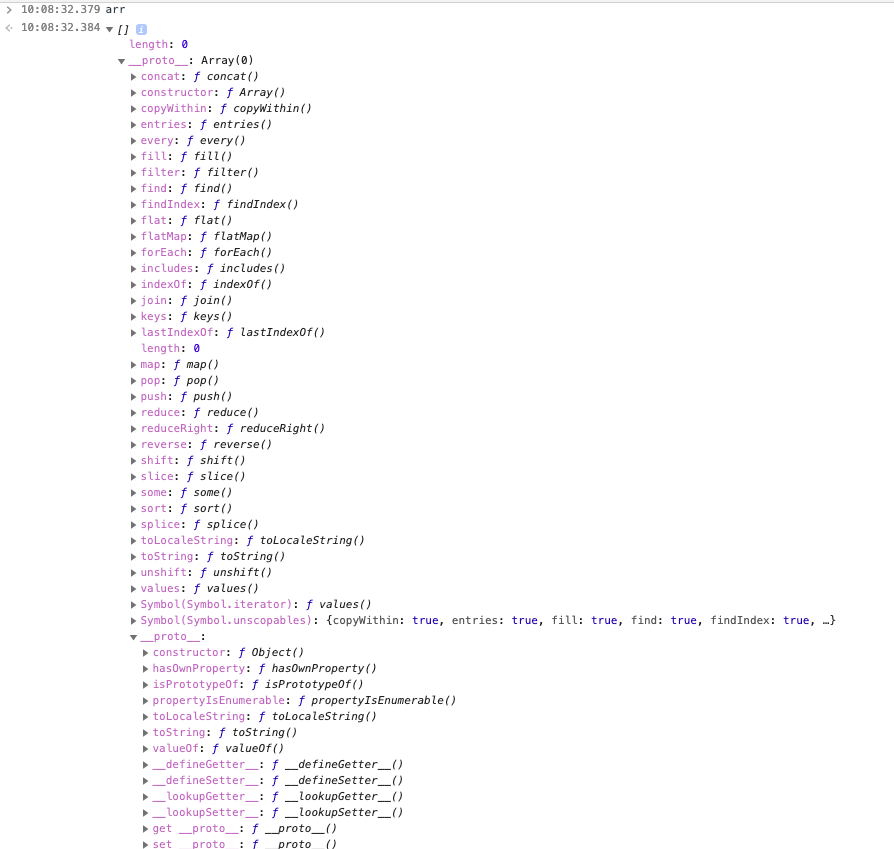 10:08:32.379 arr
10:08:32.384 []
length: 0
__proto__: Array(0)
concat: ƒ concat()
constructor: ƒ Array()
copyWithin: ƒ copyWithin()
entries: ƒ entries()
every: ƒ every()
fill: ƒ fill()
filter: ƒ filter()
find: ƒ find()
findIndex: ƒ findIndex()
flat: ƒ flat()
flatMap: ƒ flatMap()
forEach: ƒ forEach()
includes: ƒ includes()
indexOf: ƒ indexOf()
join: ƒ join()
keys: ƒ keys()
lastIndexOf: ƒ lastIndexOf()
length: 0
map: ƒ map()
pop: ƒ pop()
push: ƒ push()
reduce: ƒ reduce()
reduceRight: ƒ reduceRight()
reverse: ƒ reverse()
shift: ƒ shift()
slice: ƒ slice()
some: ƒ some()
sort: ƒ sort()
splice: ƒ splice()
toLocaleString: ƒ toLocaleString()
toString: ƒ toString()
unshift: ƒ unshift()
values: ƒ values()
Symbol(Symbol.iterator): ƒ values()
Symbol(Symbol.unscopables): {copyWithin: true, entries: true, fill: true, find: true, findIndex: true, …}
__proto__:
constructor: ƒ Object()
hasOwnProperty: ƒ hasOwnProperty()
isPrototypeOf: ƒ isPrototypeOf()
propertyIsEnumerable: ƒ propertyIsEnumerable()
toLocaleString: ƒ toLocaleString()
toString: ƒ toString()
valueOf: ƒ valueOf()
__defineGetter__: ƒ __defineGetter__()
__defineSetter__: ƒ __defineSetter__()
__lookupGetter__: ƒ __lookupGetter__()
__lookupSetter__: ƒ __lookupSetter__()
get __proto__: ƒ __proto__()
set __proto__: ƒ __proto__()